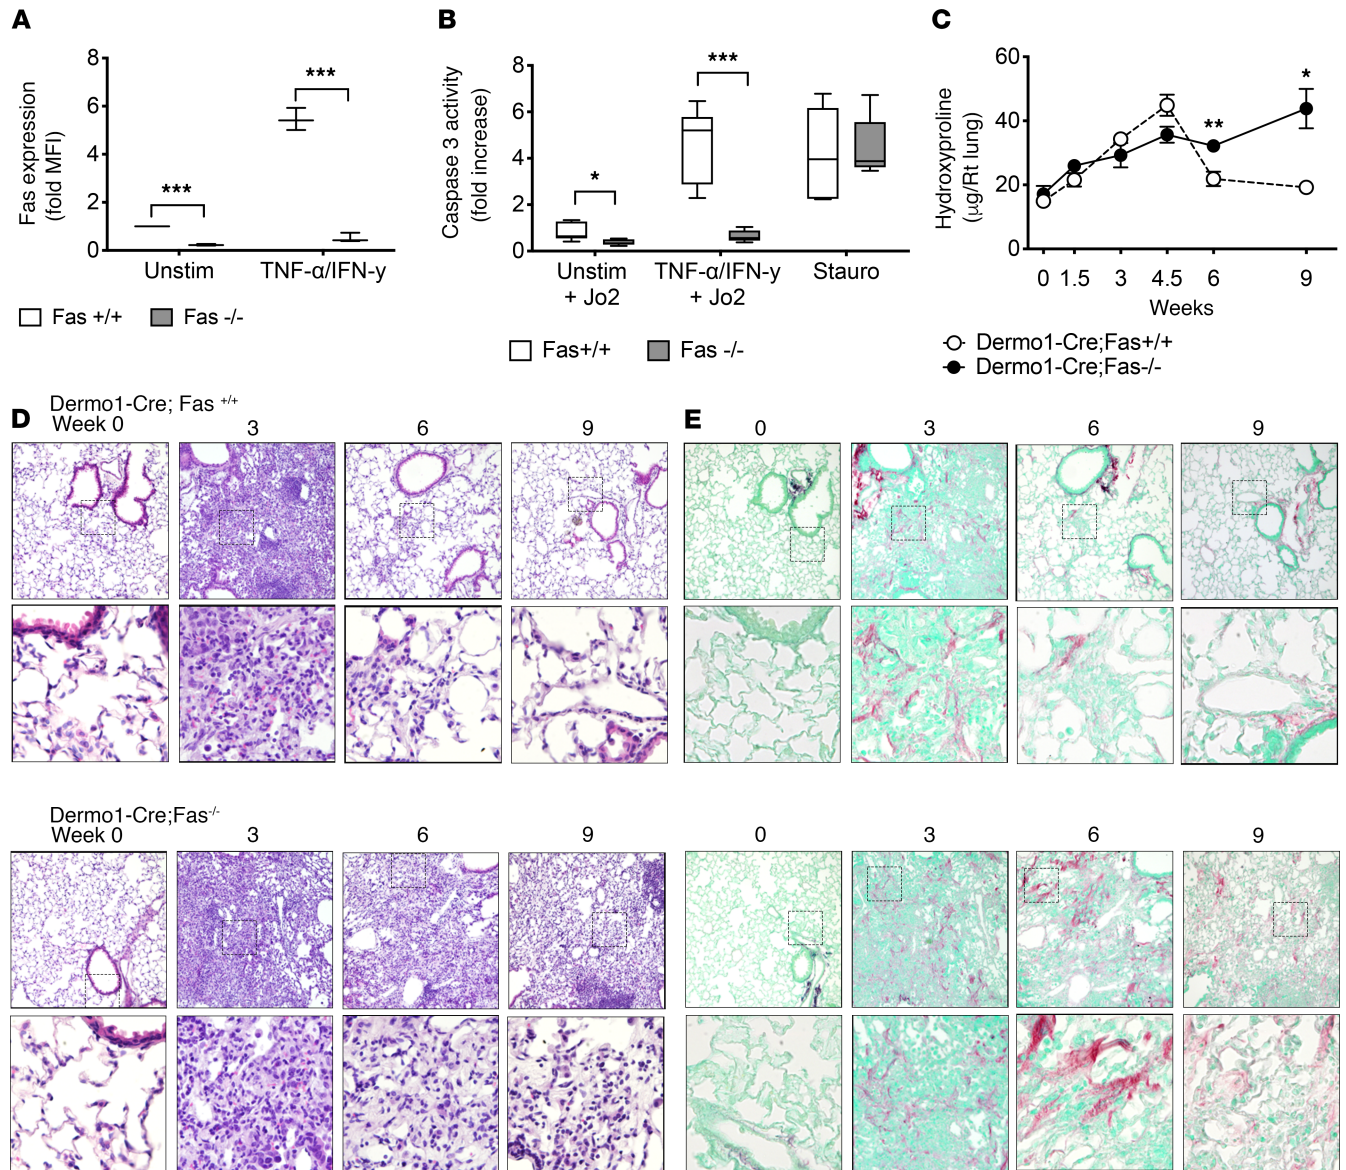 A
8
6
4
2
0
Fas expression
(fold MFI)
***
***
Unstim
TNF-α/IFN-y
Fas +/+
Fas -/-
B
8
6
4
2
0
Caspase 3 activity
(fold increase)
*
***
Unstim
+ Jo2
TNF-α/IFN-y
+ Jo2
Stauro
Fas+/+
Fas -/-
C
60
40
20
0
Hydroxyproline
(µg/Rt lung)
**
*
0 1.5 3 4.5 6 9
Weeks
Dermo1-Cre;Fas+/+
Dermo1-Cre;Fas-/-
D
Dermo1-Cre; Fas +/+
Week 0 3 6 9
E
0 3 6 9
Dermo1-Cre;Fas-/-
Week 0 3 6 9
0 3 6 9